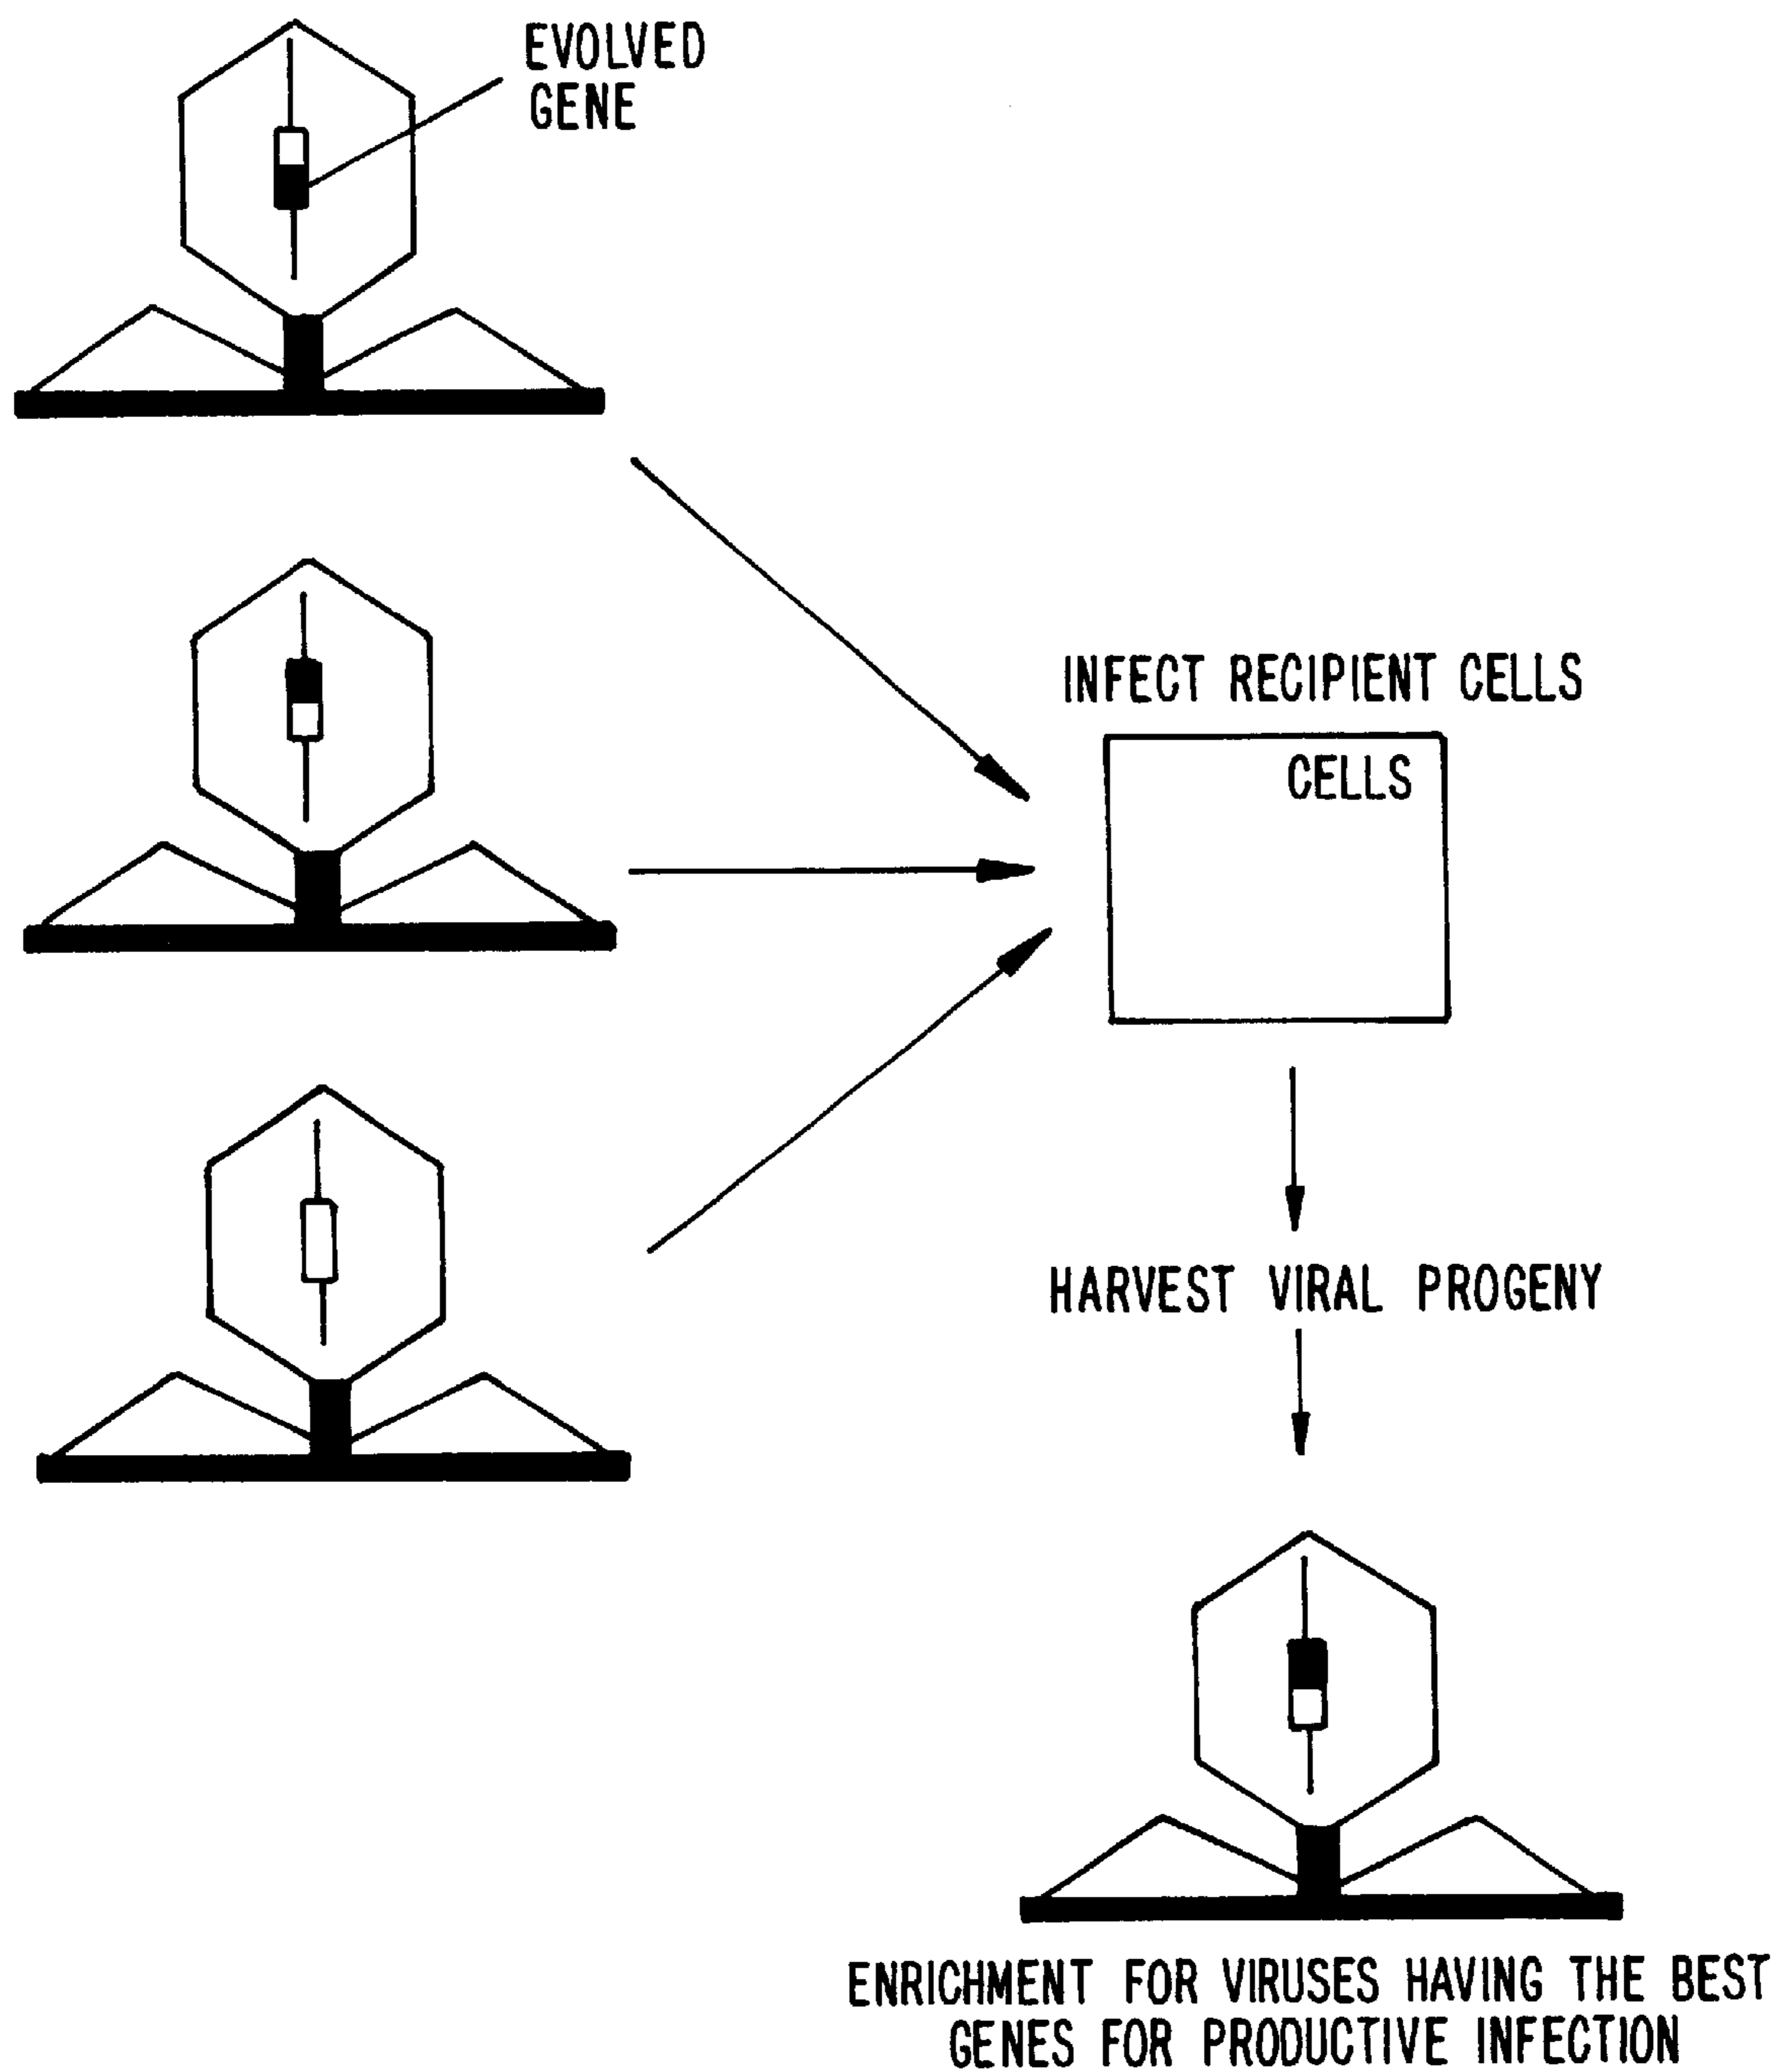 EVOLVED
GENE
INFECT RECIPIENT CELLS
CELLS
HARVEST VIRAL PROGENY
ENRICHMENT FOR VIRUSES HAVING THE BEST
GENES FOR PRODUCTIVE INFECTION